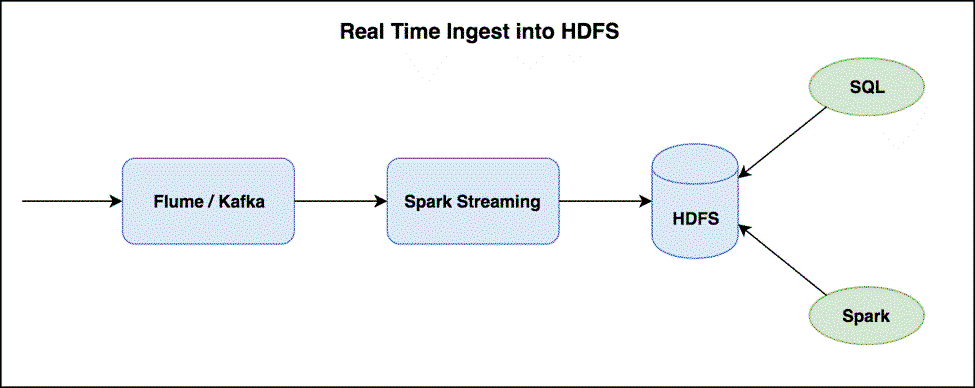 Real Time Ingest into HDFS
SQL
Flume / Kafka
Spark Streaming
HDFS
Spark